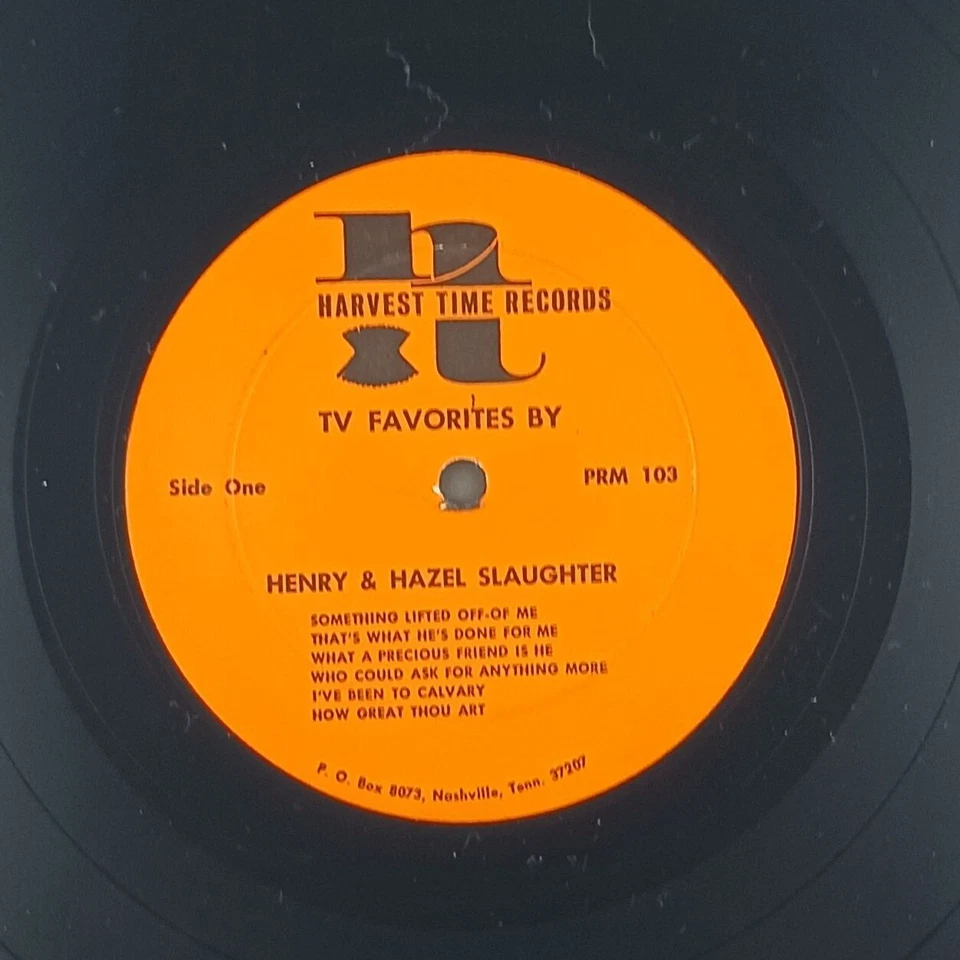 h
HARVEST TIME RECORDS
t
TV FAVORITES BY
Side One
PRM 103
HENRY & HAZEL SLAUGHTER
SOMETHING LIFTED OFF-OF ME
THAT'S WHAT HE'S DONE FOR ME
WHAT A PRECIOUS FRIEND IS HE
WHO COULD ASK FOR ANYTHING MORE
I'VE BEEN TO CALVARY
HOW GREAT THOU ART
P. O. Box 8073, Nashville, Tenn. 37207